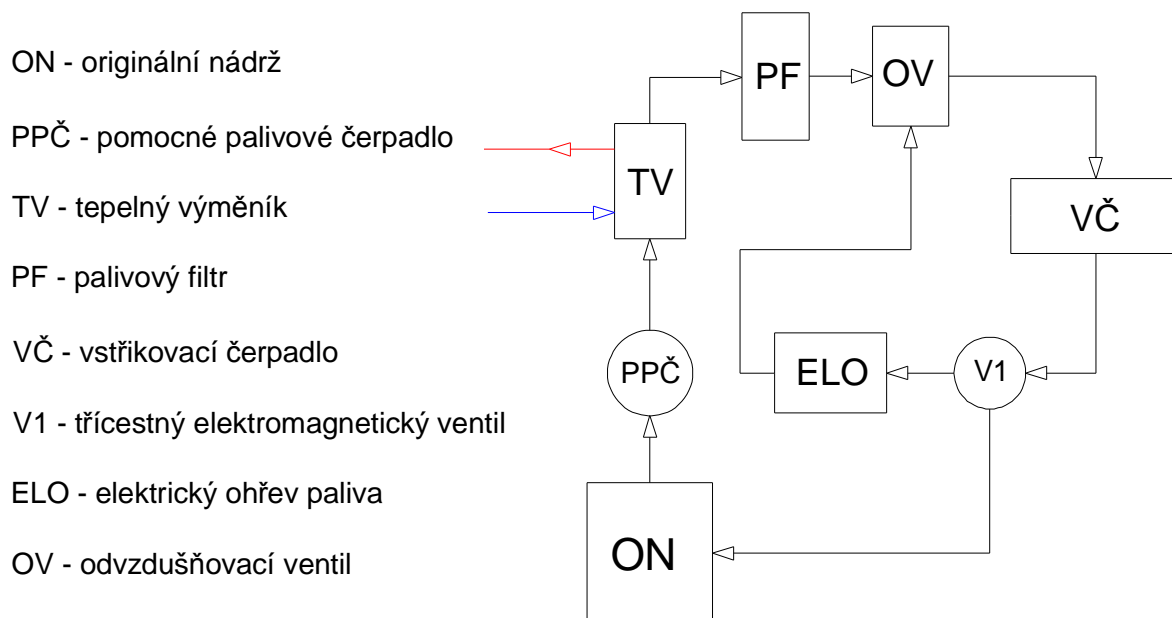 ON - originální nádrž
PPČ - pomocné palivové čerpadlo
TV - tepelný výměník
PF - palivový filtr
VČ - vstřikovací čerpadlo
V1 - třícestný elektromagnetický ventil
ELO - elektrický ohřev paliva
OV - odvzdušňovací ventil
PF
OV
TV
VČ
PPČ
ELO
V1
ON